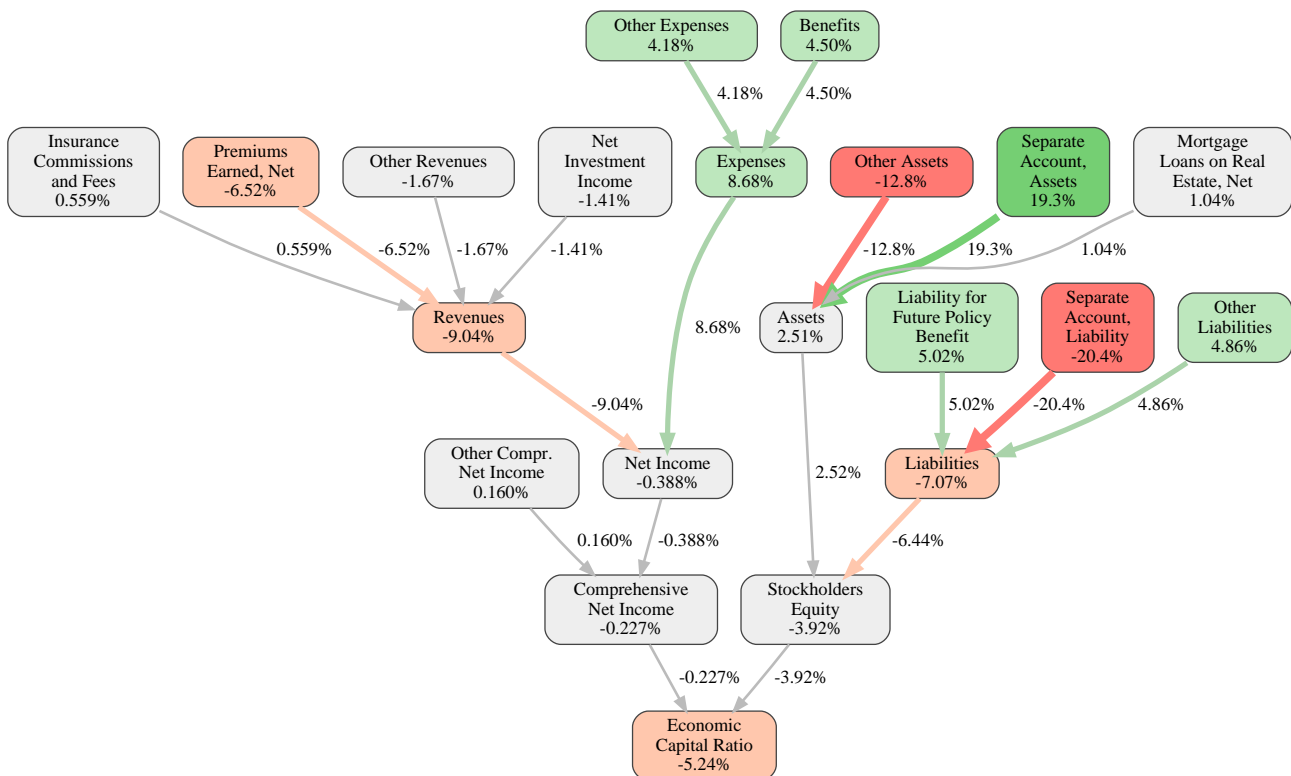 Other Expenses
4.18%
Benefits
4.50%
4.18%
4.50%
Insurance
Commissions
and Fees
0.559%
Premiums
Earned, Net
-6.52%
Other Revenues
-1.67%
Net
Investment
Income
-1.41%
Expenses
8.68%
Other Assets
-12.8%
Separate
Account,
Assets
19.3%
Mortgage
Loans on Real
Estate, Net
1.04%
0.559%
-6.52%
-1.67%
-1.41%
-12.8%
19.3%
1.04%
Revenues
-9.04%
8.68%
Assets
2.51%
Liability for
Future Policy
Benefit
5.02%
Separate
Account,
Liability
-20.4%
Other
Liabilities
4.86%
-9.04%
5.02%
-20.4%
4.86%
Other Compr.
Net Income
0.160%
Net Income
-0.388%
2.52%
Liabilities
-7.07%
0.160%
-0.388%
-6.44%
Comprehensive
Net Income
-0.227%
Stockholders
Equity
-3.92%
-0.227%
-3.92%
Economic
Capital Ratio
-5.24%